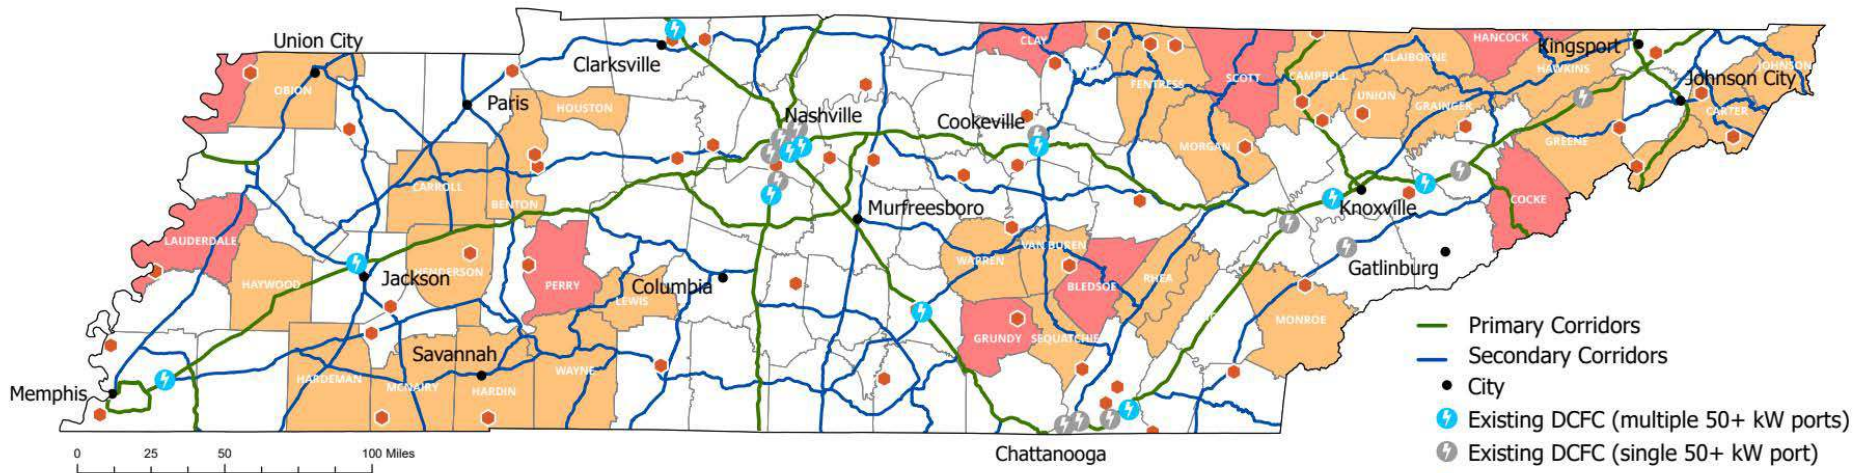 Union City
CLAY
HANCOCK
Kingsport
Clarksville
CLAIBORNE
HAWKINS
JOHNSON
OBION
Paris
FENTRESS
SCOTT
CAMPBELL
Johnson City
HOUSTON
UNION
GRAINGER
CARTER
Nashville
Cookeville
MORGAN
GREENE
CARROLL
BENTON
COCKE
Murfreesboro
Knoxville
LAUDERDALE
VAN BUREN
WARREN
Gatlinburg
HAYWOOD
Jackson
HENDERSON
PERRY
LEWIS
Columbia
BLEDSOE
RHEA
MONROE
GRUNDY
SEQUATCHIE
Savannah
HARDEMAN
MCNAIRY
HARDIN
WAYNE
Memphis
Chattanooga
Primary Corridors
Secondary Corridors
City
Existing DCFC (multiple 50+ kW ports)
Existing DCFC (single 50+ kW port)
0 25 50 100 Miles